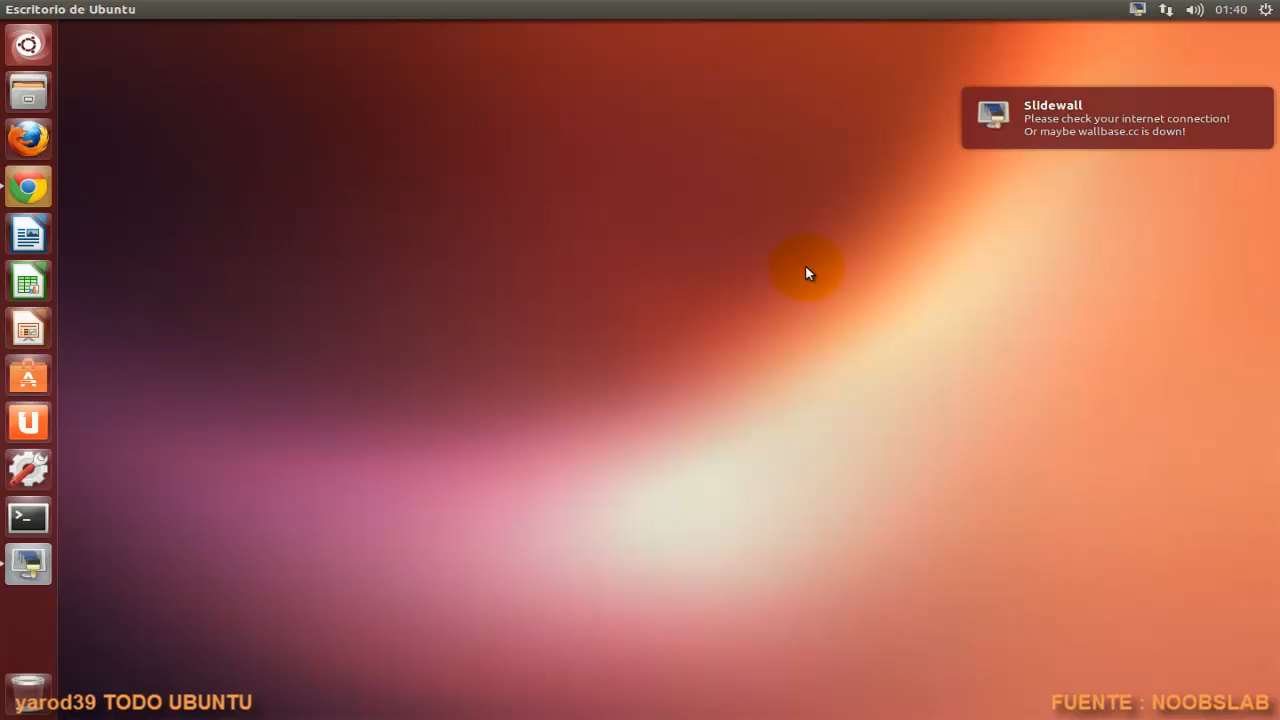 Escritorio de Ubuntu
01:40
Slidewall
Please check your internet connection!
Or maybe wallbase.cc is down!
yarod39 TODO UBUNTU
FUENTE : NOOBSLAB